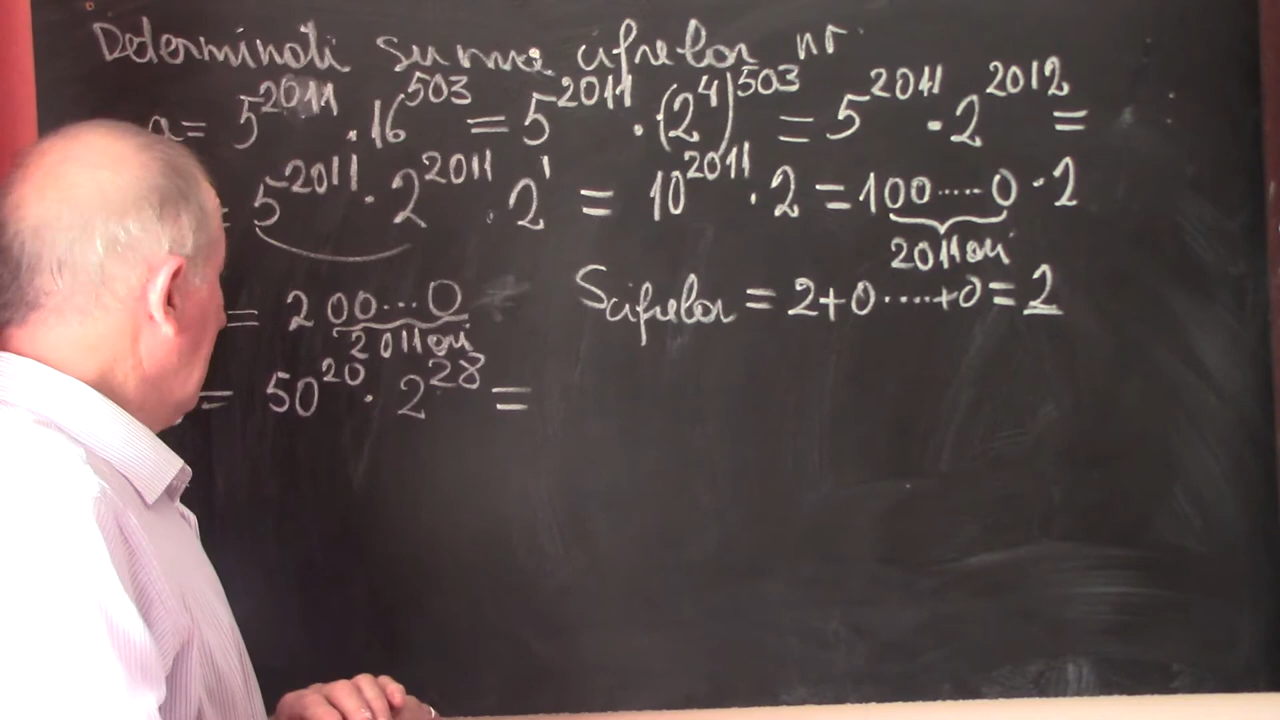 Determinati suma cifrelor nr
a= 5^2011 · 16^503 = 5^2011 · (2^4)^503 = 5^2011 · 2^2012 =
= 5^2011 · 2^2011 · 2^1 = 10^2011 · 2 = 100.....0 · 2
2011 ori
= 200...0 Scifrelor = 2+0.....+0 = 2
2011 ori
= 50^20 · 2^28 =